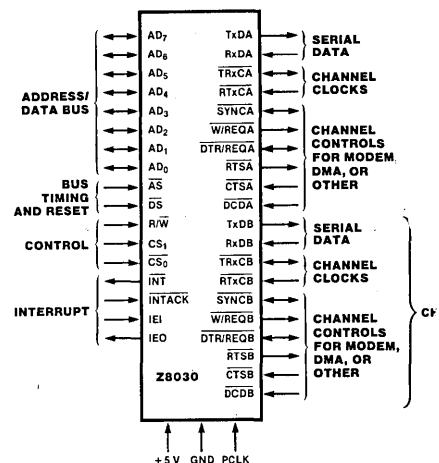 ADDRESS/
DATA BUS
BUS
TIMING
AND RESET
CONTROL
INTERRUPT
AD7
AD6
AD5
AD4
AD3
AD2
AD1
AD0
AS
DS
R/W
CS1
CS0
INT
INTACK
IEI
IEO
Z8030
TxDA
RxDA
TRxCA
RTxCA
SYNCA
W/REQA
DTR/REQA
RTSA
CTSA
DCDA
TxDB
RxDB
TRxCB
RTxCB
SYNCB
W/REQB
DTR/REQB
RTSB
CTSB
DCDB
SERIAL
DATA
CHANNEL
CLOCKS
CHANNEL
CONTROLS
FOR MODEM,
DMA, OR
OTHER
SERIAL
DATA
CHANNEL
CLOCKS
CHANNEL
CONTROLS
FOR MODEM,
DMA, OR
OTHER
CH
+5 V GND PCLK